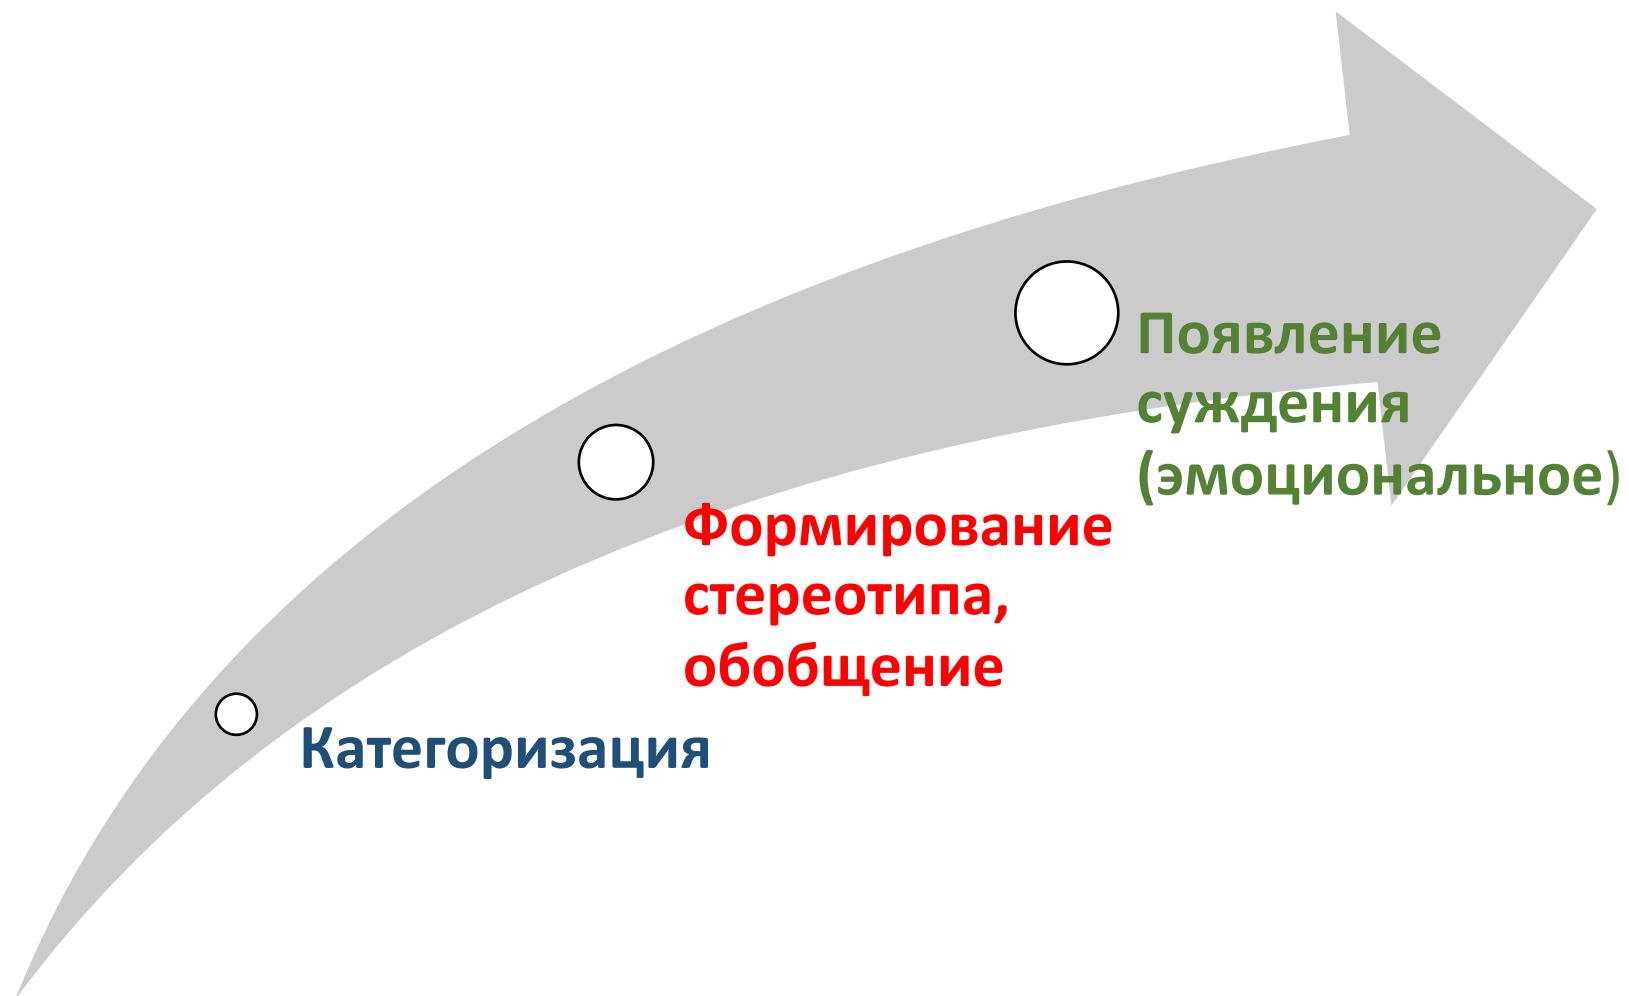 Появление
суждения
(эмоциональное)
Формирование
стереотипа,
обобщение
Категоризация